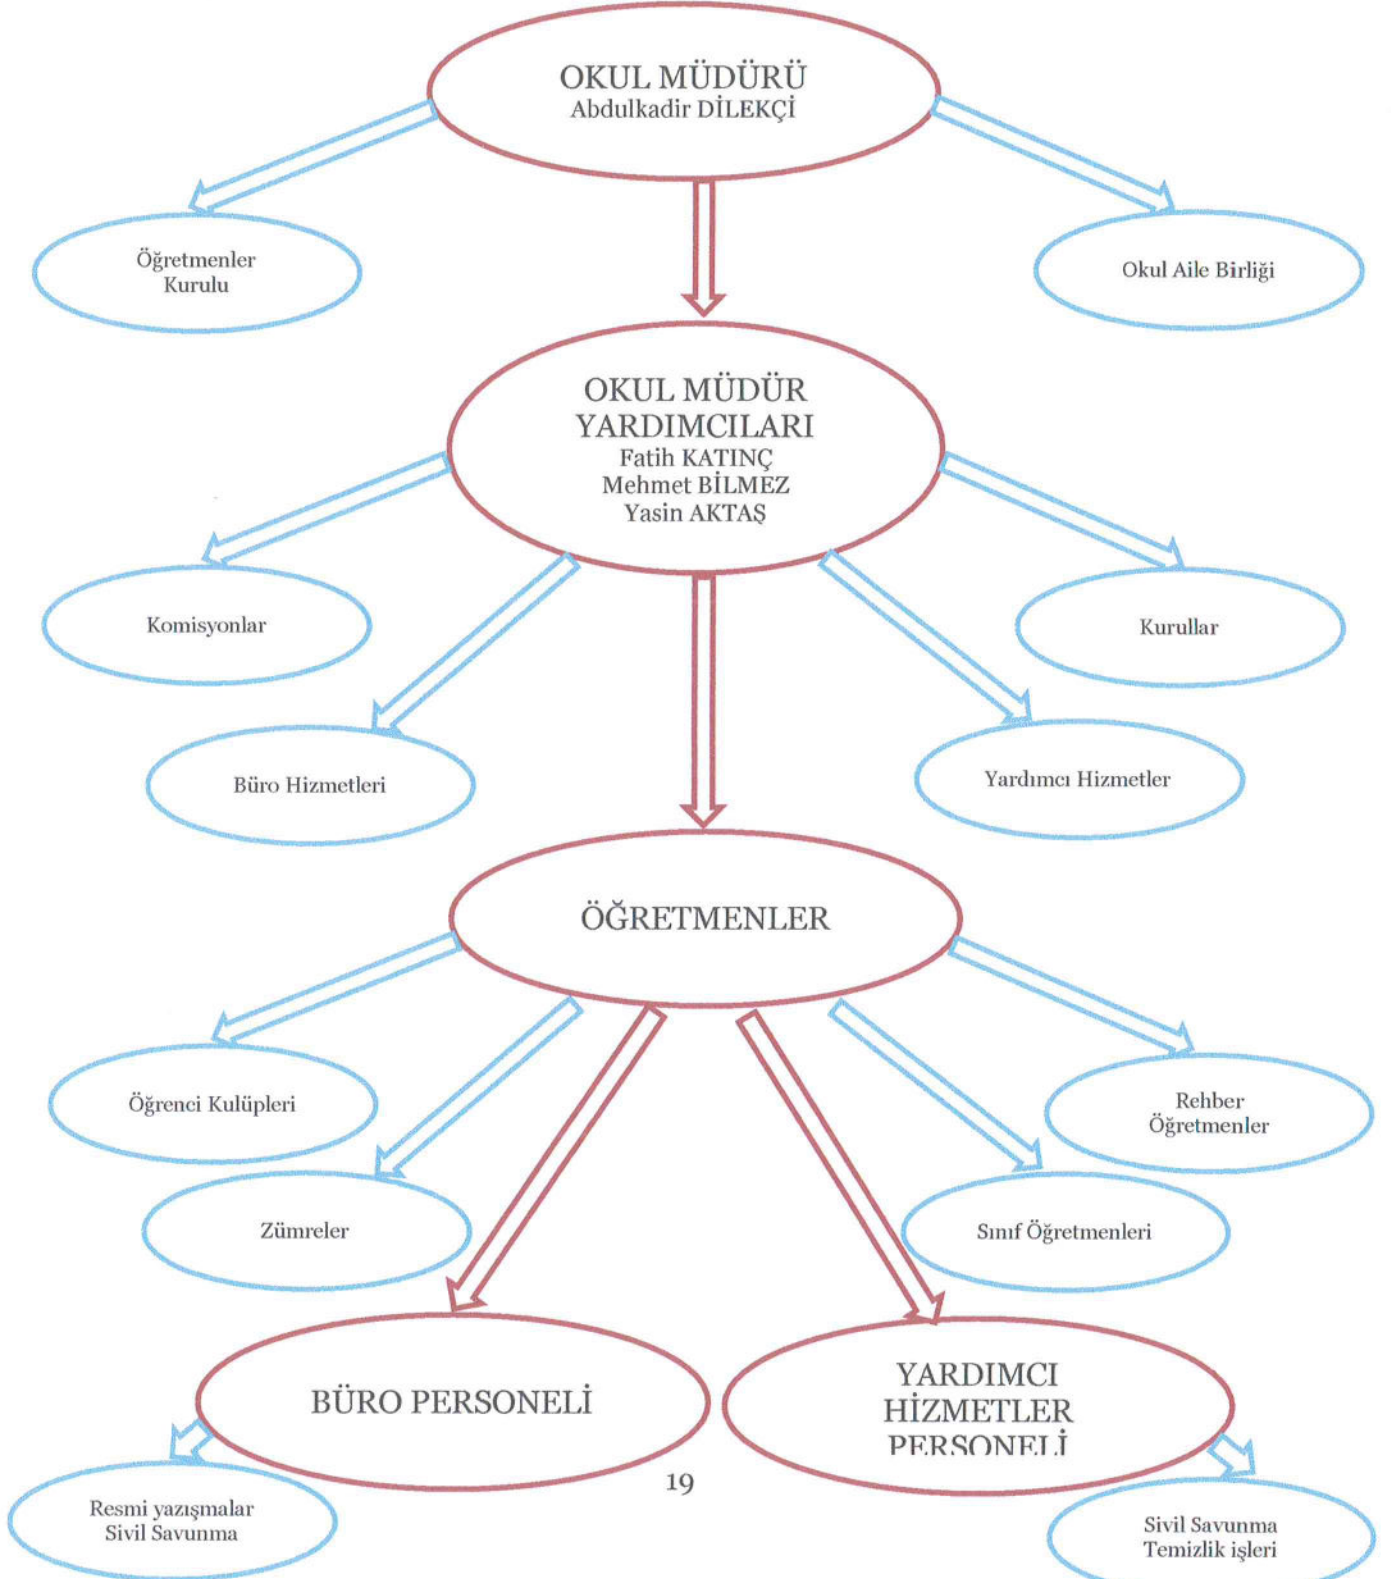 OKUL MÜDÜRÜ
Abdulkadir DİLEKÇİ
Öğretmenler
Kurulu
Okul Aile Birliği
OKUL MÜDÜR
YARDIMCILARI
Fatih KATINÇ
Mehmet BİLMEZ
Yasin AKTAŞ
Komisyonlar
Kurullar
Büro Hizmetleri
Yardımcı Hizmetler
ÖĞRETMENLER
Öğrenci Kulüpleri
Rehber
Öğretmenler
Zümreler
Sınıf Öğretmenleri
BÜRO PERSONELİ
YARDIMCI
HİZMETLER
PERSONELİ
19
Resmi yazışmalar
Sivil Savunma
Sivil Savunma
Temizlik işleri